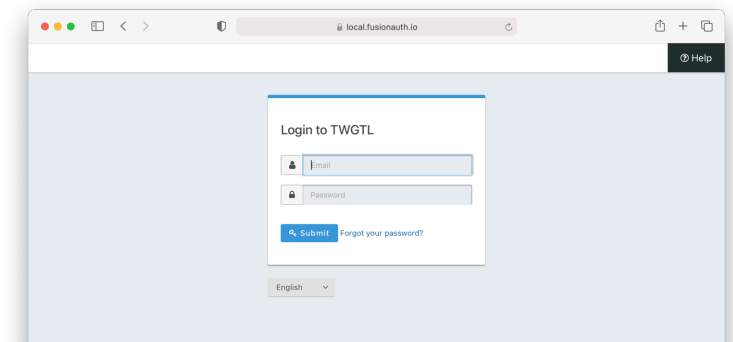 local.fusionauth.io
Help
Login to TWGTL
Email
Password
Submit Forgot your password?
English